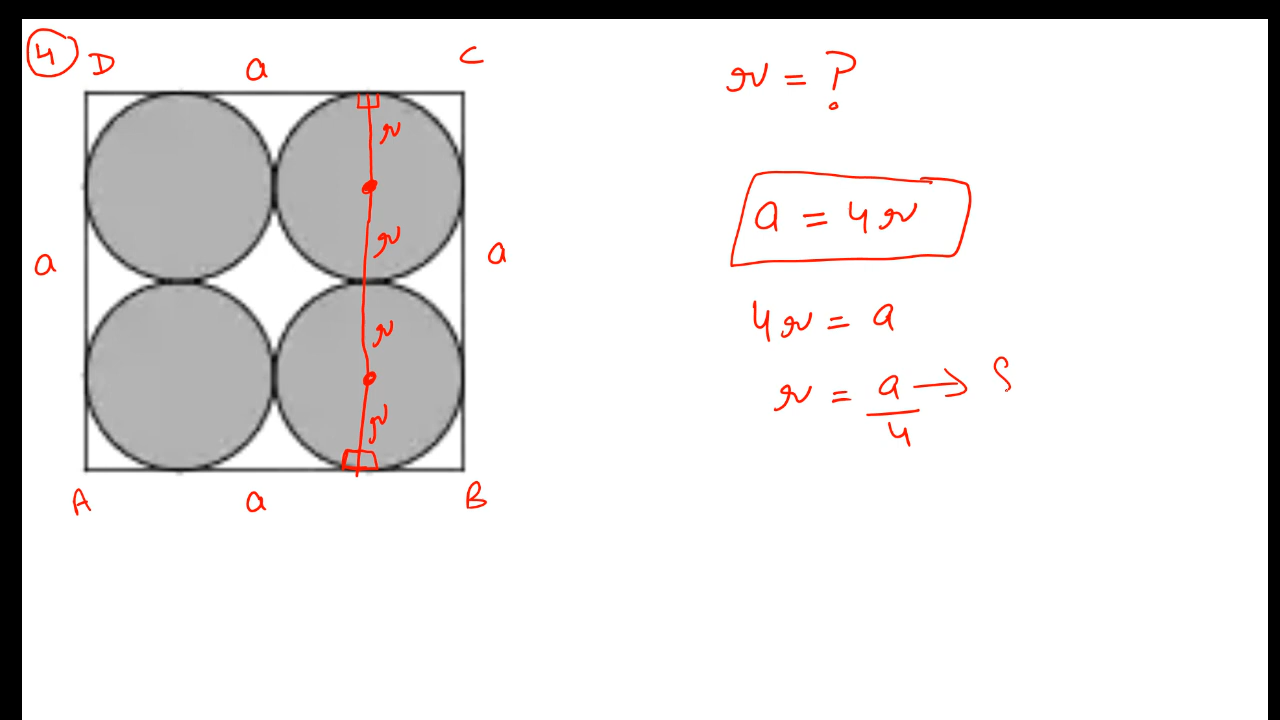 4
D a C
r
r
a a
r
r
A a B
r = ?
a = 4r
4r = a
r = a/4 → S